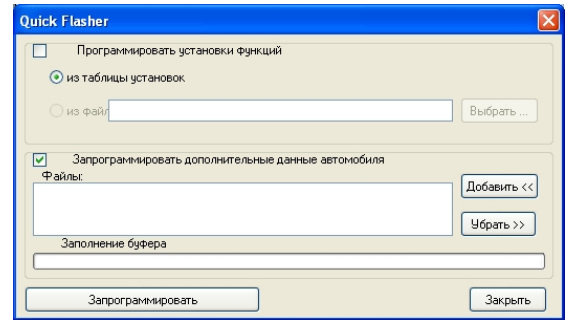 Quick Flasher
Программировать установки функций
из таблицы установок
из файл
Выбрать ...
Запрограммировать дополнительные данные автомобиля
Файлы:
Добавить <<
Убрать >>
Заполнение буфера
Запрограммировать
Закрыть